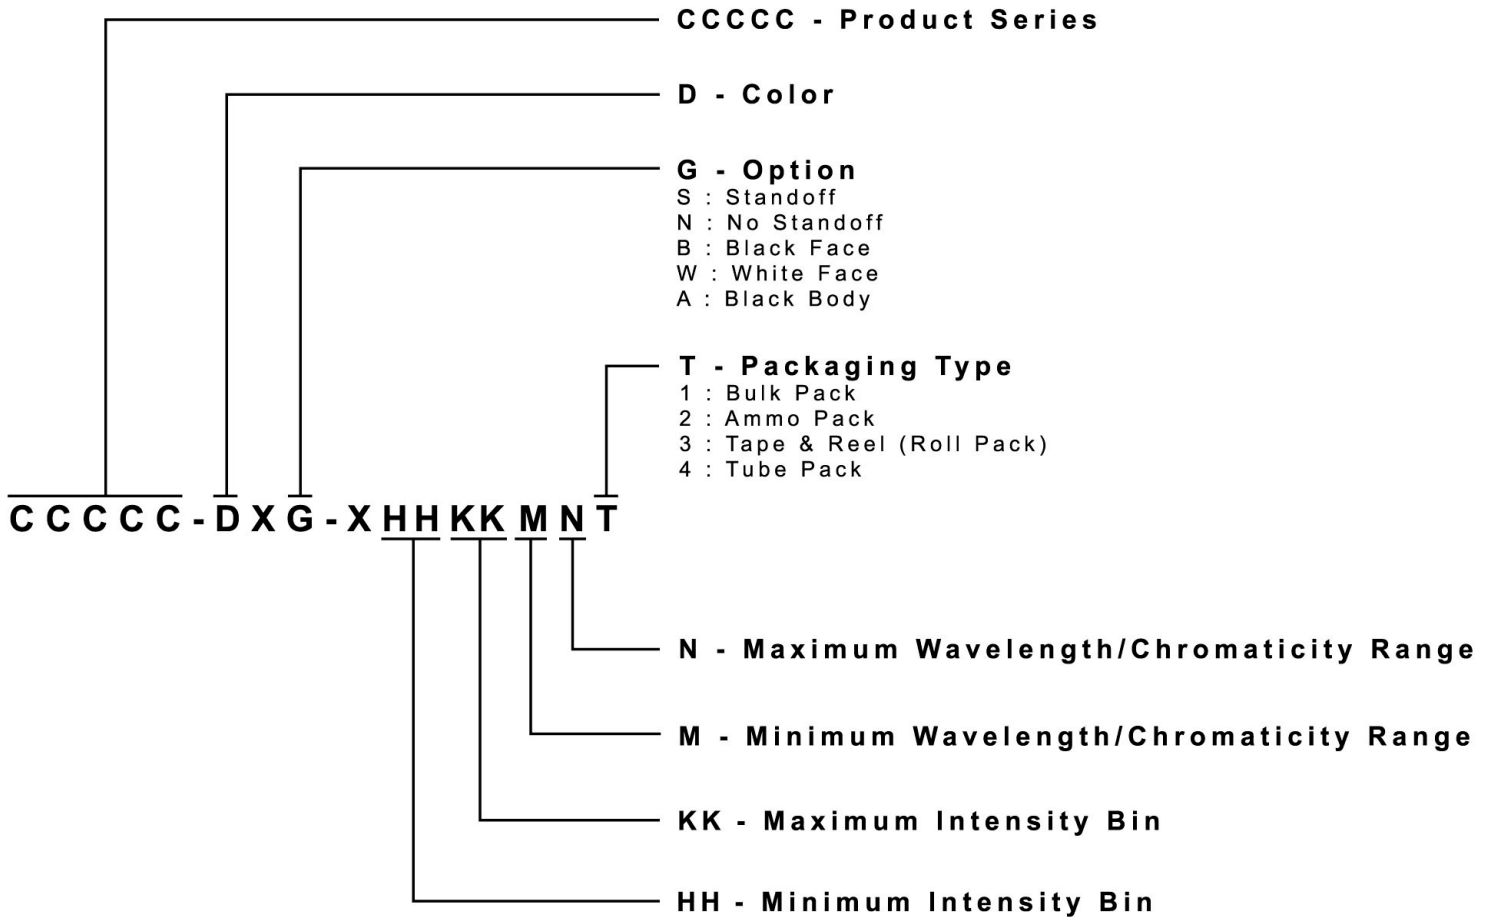 CCCCC - Product Series
D - Color
G - Option
S : Standoff
N : No Standoff
B : Black Face
W : White Face
A : Black Body
T - Packaging Type
1 : Bulk Pack
2 : Ammo Pack
3 : Tape & Reel (Roll Pack)
4 : Tube Pack
CCCCC-DXG-XHHKKMNT
N - Maximum Wavelength/Chromaticity Range
M - Minimum Wavelength/Chromaticity Range
KK - Maximum Intensity Bin
HH - Minimum Intensity Bin